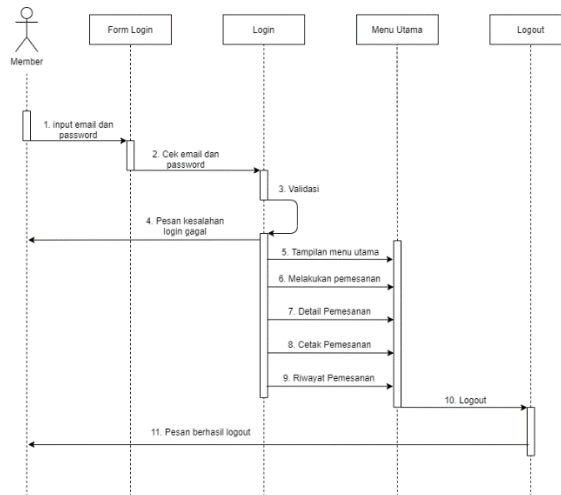 Form Login
Login
Menu Utama
Logout
Member
1. input email dan
password
2. Cek email dan
password
3. Validasi
4. Pesan kesalahan
login gagal
5. Tampilan menu utama
6. Melakukan pemesanan
7. Detail Pemesanan
8. Cetak Pemesanan
9. Riwayat Pemesanan
10. Logout
11. Pesan berhasil logout